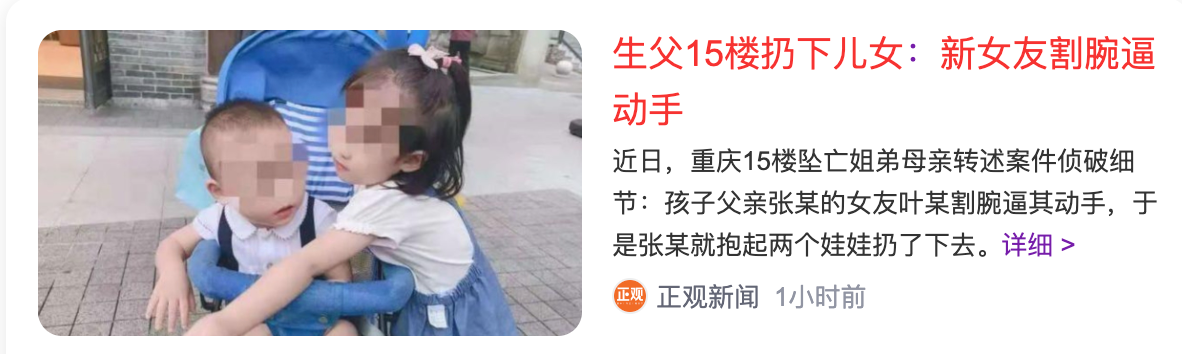 生父15楼扔下儿女：新女友割腕逼
动手
近日，重庆15楼坠亡姐弟母亲转述案件侦破细
节：孩子父亲张某的女友叶某割腕逼其动手，于
是张某就抱起两个娃娃扔了下去。详细 >
正观 正观新闻 1小时前